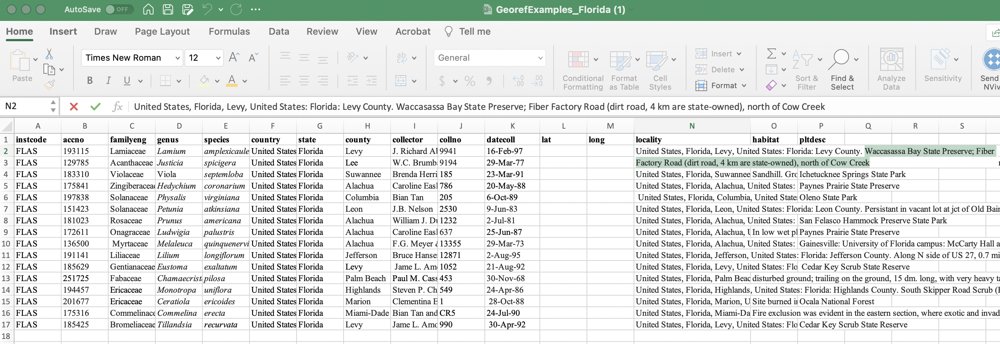 AutoSave OFF GeorefExamples_Florida (1)
Home Insert Draw Page Layout Formulas Data Review View Acrobat Tell me
Paste Times New Roman 12 A A ab General Insert Delete Format
B I U A $ % Conditional Formatting Format as Table Cell Styles Sort & Filter Find & Select Analyze Data Sensitivity Send
N2 fx United States, Florida, Levy, United States: Florida: Levy County. Waccasassa Bay State Preserve; Fiber Factory Road (dirt road, 4 km are state-owned), north of Cow Creek
A B C D E F G H I J K L M N O P Q R S
1 instcode accno familyeng genus species country state county collector collno datecoll lat long locality habitat pltdesc
2 FLAS 193115 Lamiaceae Lamium amplexicaule United States Florida Levy J. Richard 9941 16-Feb-97 United States, Florida, Levy, United States: Florida: Levy County. Waccasassa Bay State Preserve; Fiber
3 FLAS 129785 Acanthaceae Justicia spicigera United States Florida Lee W.C. Brumb 9194 29-Mar-77 Factory Road (dirt road, 4 km are state-owned), north of Cow Creek
4 FLAS 183310 Violaceae Viola septemloba United States Florida Suwannee Brenda Herri 185 23-Mar-91 United States, Florida, Suwannee Sandhill. Gro Ichetucknee Springs State Park
5 FLAS 175841 Zingiberacea Hedychium coronarium United States Florida Alachua Caroline Easl 786 20-May-88 United States, Florida, Alachua, United States: Paynes Prairie State Preserve
6 FLAS 197838 Solanaceae Physalis virginiana United States Florida Columbia Bian Tan 205 6-Oct-89 United States, Florida, Columbia, United State Oleno State Park
7 FLAS 151423 Solanaceae Petunia atkinsiana United States Florida Leon J.B. Nelson 2530 9-Jun-83 United States, Florida, Leon, United States: Florida: Leon County. Persistant in vacant lot at jct of Old Bai
8 FLAS 181023 Rosaceae Prunus americana United States Florida Alachua William J. D 1232 2-Jul-81 United States, Florida, Alachua, United States: San Felasco Hammock Preserve State Park
9 FLAS 172611 Onagraceae Ludwigia palustris United States Florida Alachua Caroline Easl 637 25-Jun-87 United States, Florida, Alachua, U In low wet pl Paynes Prairie State Preserve
10 FLAS 136500 Myrtaceae Melaleuca quinquenervi United States Florida Alachua F.G. Meyer 13355 29-Mar-73 United States, Florida, Alachua, United States: Gainesville: University of Florida campus: McCarty Hall a
11 FLAS 191141 Liliaceae Lilium longiflorum United States Florida Jefferson Bruce Hanse 12871 2-Aug-95 United States, Florida, Jefferson, United States: Florida: Jefferson County. Along N side of US 27, 0.7 mi
12 FLAS 185629 Gentianaceae Eustoma exaltatum United States Florida Levy Jame L. Am 1052 21-Aug-92 United States, Florida, Levy, United States: Flo Cedar Key Scrub State Reserve
13 FLAS 251725 Fabaceae Chamaecrist pilosa United States Florida Palm Beach Paul M. Cass 453 30-Nov-68 United States, Florida, Palm Beac disturbed ground; trailing on the ground, 15 dm. long, with very heavy ta
14 FLAS 194457 Ericaceae Monotropa uniflora United States Florida Highlands Steven P. Ch 549 24-Apr-86 United States, Florida, Highlands, United States: Florida: Highlands County. South Skipper Road Scrub
15 FLAS 201677 Ericaceae Ceratiola ericoides United States Florida Marion Clementina E 1 28-Oct-88 United States, Florida, Marion, U Site burned i Ocala National Forest
16 FLAS 175316 Commelinace Commelina erecta United States Florida Miami-Dade Bian Tan and CR5 24-Jul-90 United States, Florida, Miami-Da Fire exclusion was evident in the eastern section, where exotic and invad
17 FLAS 185425 Bromeliaceae Tillandsia recurvata United States Florida Levy Jame L. Amo 990 30-Apr-92 United States, Florida, Levy, United States: Flo Cedar Key Scrub State Reserve
18